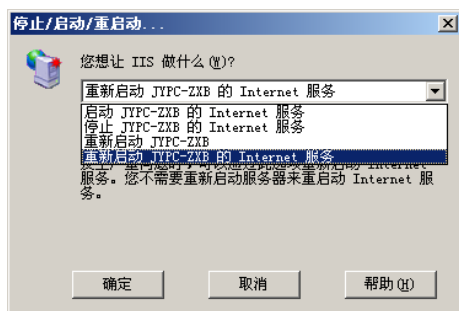 停止/启动/重启动...
您想让 IIS 做什么(W)?
重新启动 JYPC-ZXB 的 Internet 服务
启动 JYPC-ZXB 的 Internet 服务
停止 JYPC-ZXB 的 Internet 服务
重新启动 JYPC-ZXB
重新启动 JYPC-ZXB 的 Internet 服务
服务。您不需要重新启动服务器来重启动 Internet 服
务。
确定 取消 帮助(H)